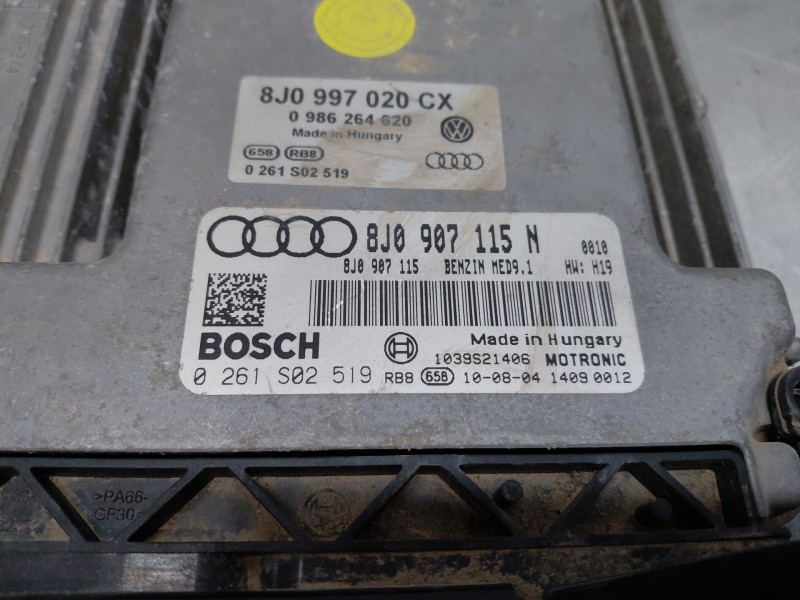 8J0 997 020 CX
0 986 264 620
Made in Hungary
658 RB8
0 261 S02 519
8J0 907 115 N 0010
8J0 907 115 BENZIN MED9.1 HW: H19
BOSCH
Made in Hungary
1039S21406 MOTRONIC
0 261 S02 519 RB8 658 10-08-04 1409 0012
>PA66-
GF30<